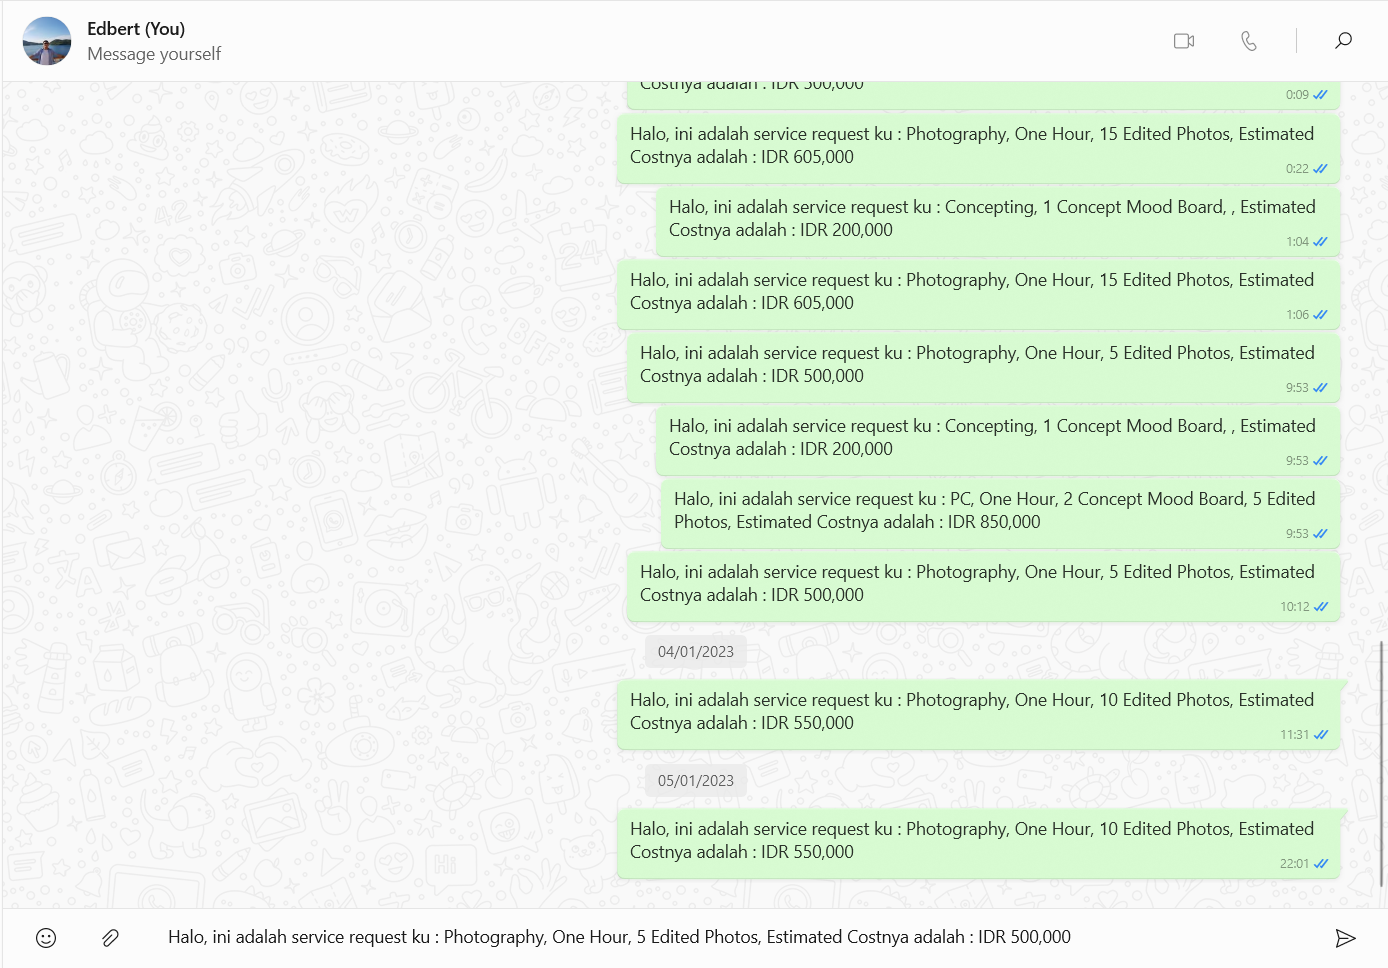 Edbert (You)
Message yourself
Costnya adalah : IDR 500,000
0:09
Halo, ini adalah service request ku : Photography, One Hour, 15 Edited Photos, Estimated
Costnya adalah : IDR 605,000
0:22
Halo, ini adalah service request ku : Concepting, 1 Concept Mood Board, , Estimated
Costnya adalah : IDR 200,000
1:04
Halo, ini adalah service request ku : Photography, One Hour, 15 Edited Photos, Estimated
Costnya adalah : IDR 605,000
1:06
Halo, ini adalah service request ku : Photography, One Hour, 5 Edited Photos, Estimated
Costnya adalah : IDR 500,000
9:53
Halo, ini adalah service request ku : Concepting, 1 Concept Mood Board, , Estimated
Costnya adalah : IDR 200,000
9:53
Halo, ini adalah service request ku : PC, One Hour, 2 Concept Mood Board, 5 Edited
Photos, Estimated Costnya adalah : IDR 850,000
9:53
Halo, ini adalah service request ku : Photography, One Hour, 5 Edited Photos, Estimated
Costnya adalah : IDR 500,000
10:12
04/01/2023
Halo, ini adalah service request ku : Photography, One Hour, 10 Edited Photos, Estimated
Costnya adalah : IDR 550,000
11:31
05/01/2023
Halo, ini adalah service request ku : Photography, One Hour, 10 Edited Photos, Estimated
Costnya adalah : IDR 550,000
22:01
Halo, ini adalah service request ku : Photography, One Hour, 5 Edited Photos, Estimated Costnya adalah : IDR 500,000